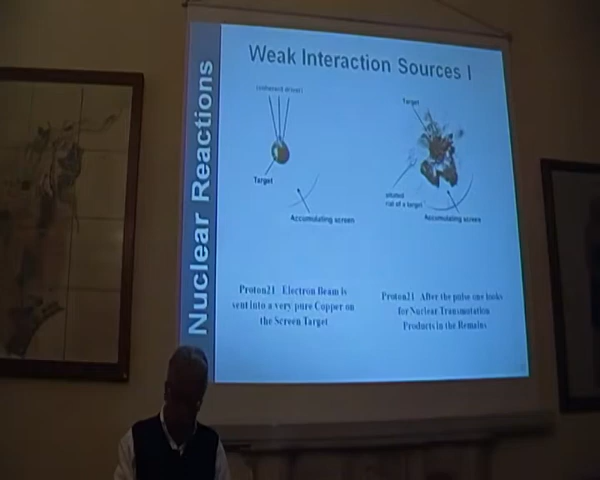 Nuclear Reactions
Weak Interaction Sources I
Target
Accumulating screen
Proton21 Electron Beam is
sent into a very pure Copper on
the Screen Target
Target
Accumulating screen
Proton21 After the pulse one looks
for Nuclear Transmutation
Products in the Remains